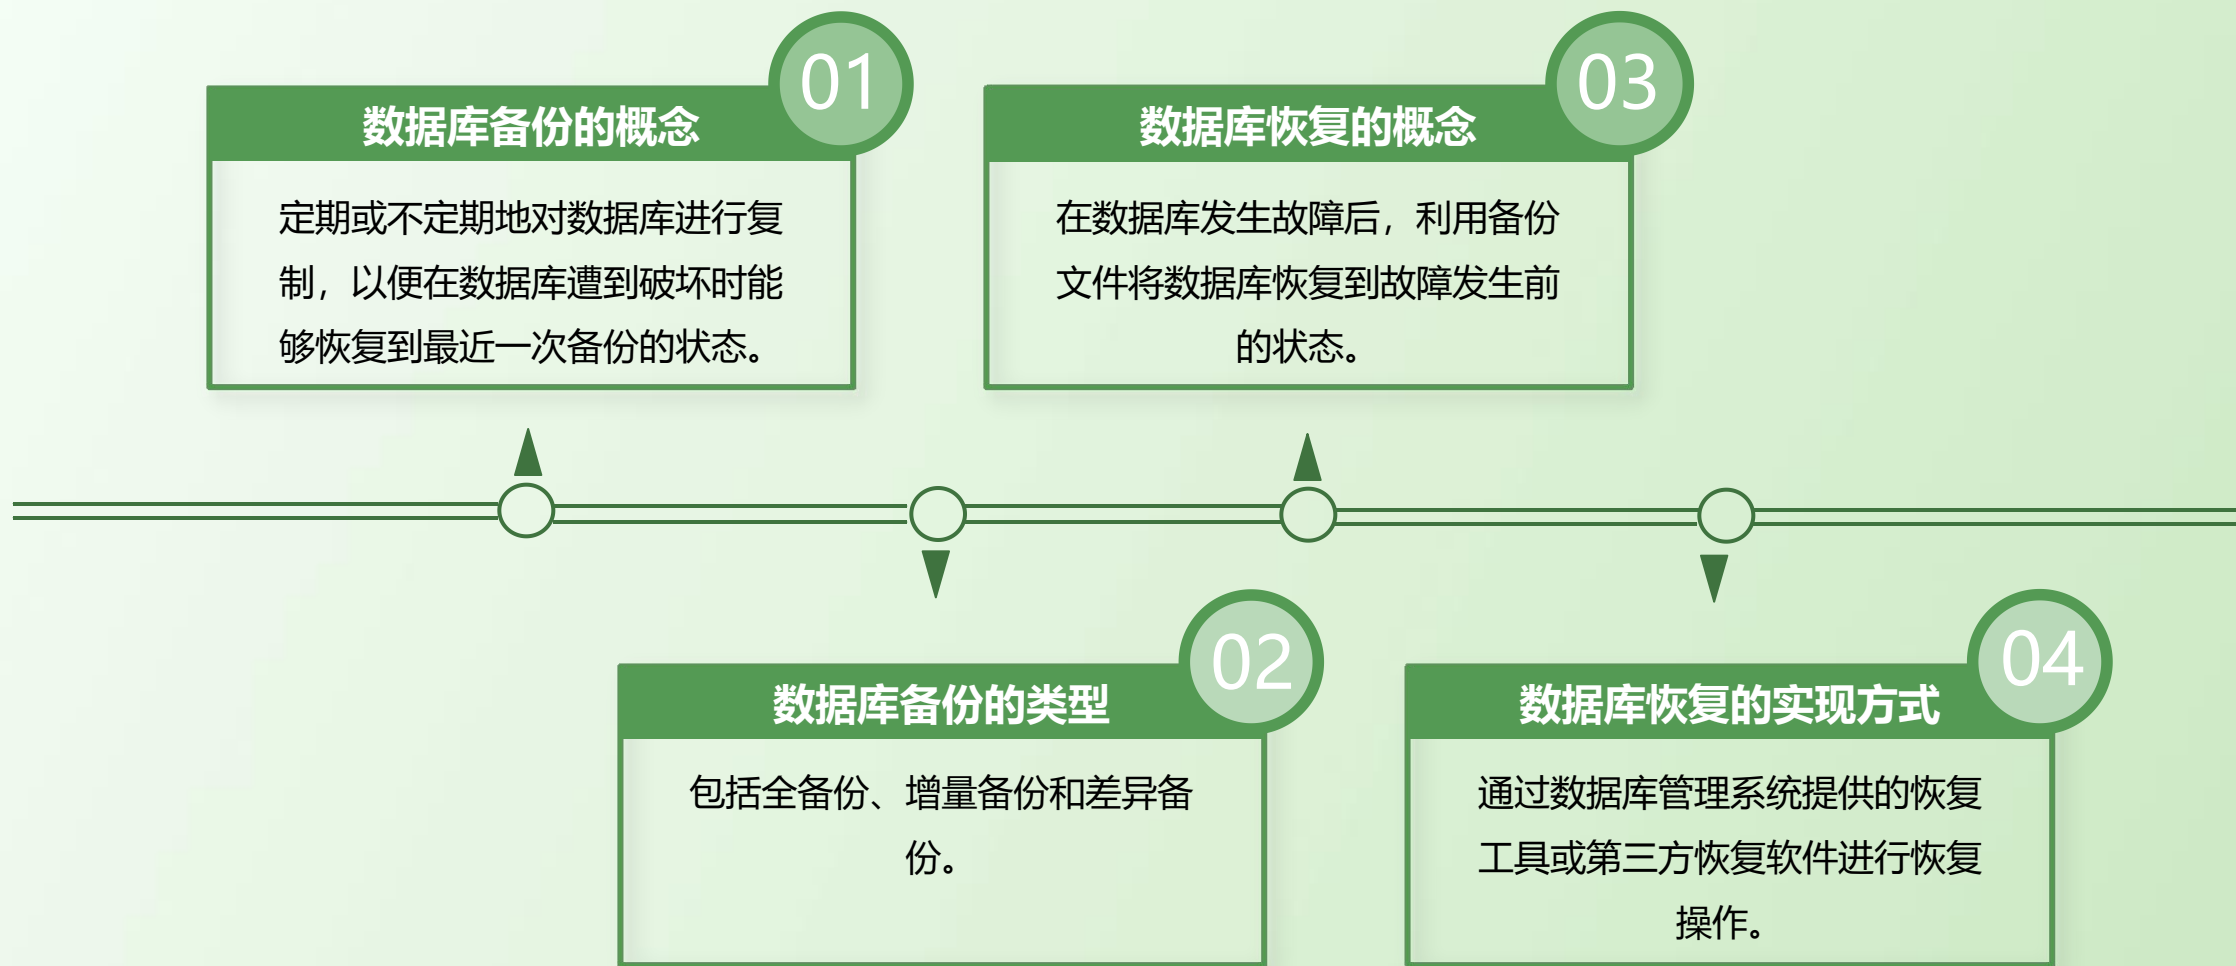 01
数据库备份的概念
定期或不定期地对数据库进行复
制，以便在数据库遭到破坏时能
够恢复到最近一次备份的状态。
02
数据库备份的类型
包括全备份、增量备份和差异备
份。
03
数据库恢复的概念
在数据库发生故障后，利用备份
文件将数据库恢复到故障发生前
的状态。
04
数据库恢复的实现方式
通过数据库管理系统提供的恢复
工具或第三方恢复软件进行恢复
操作。